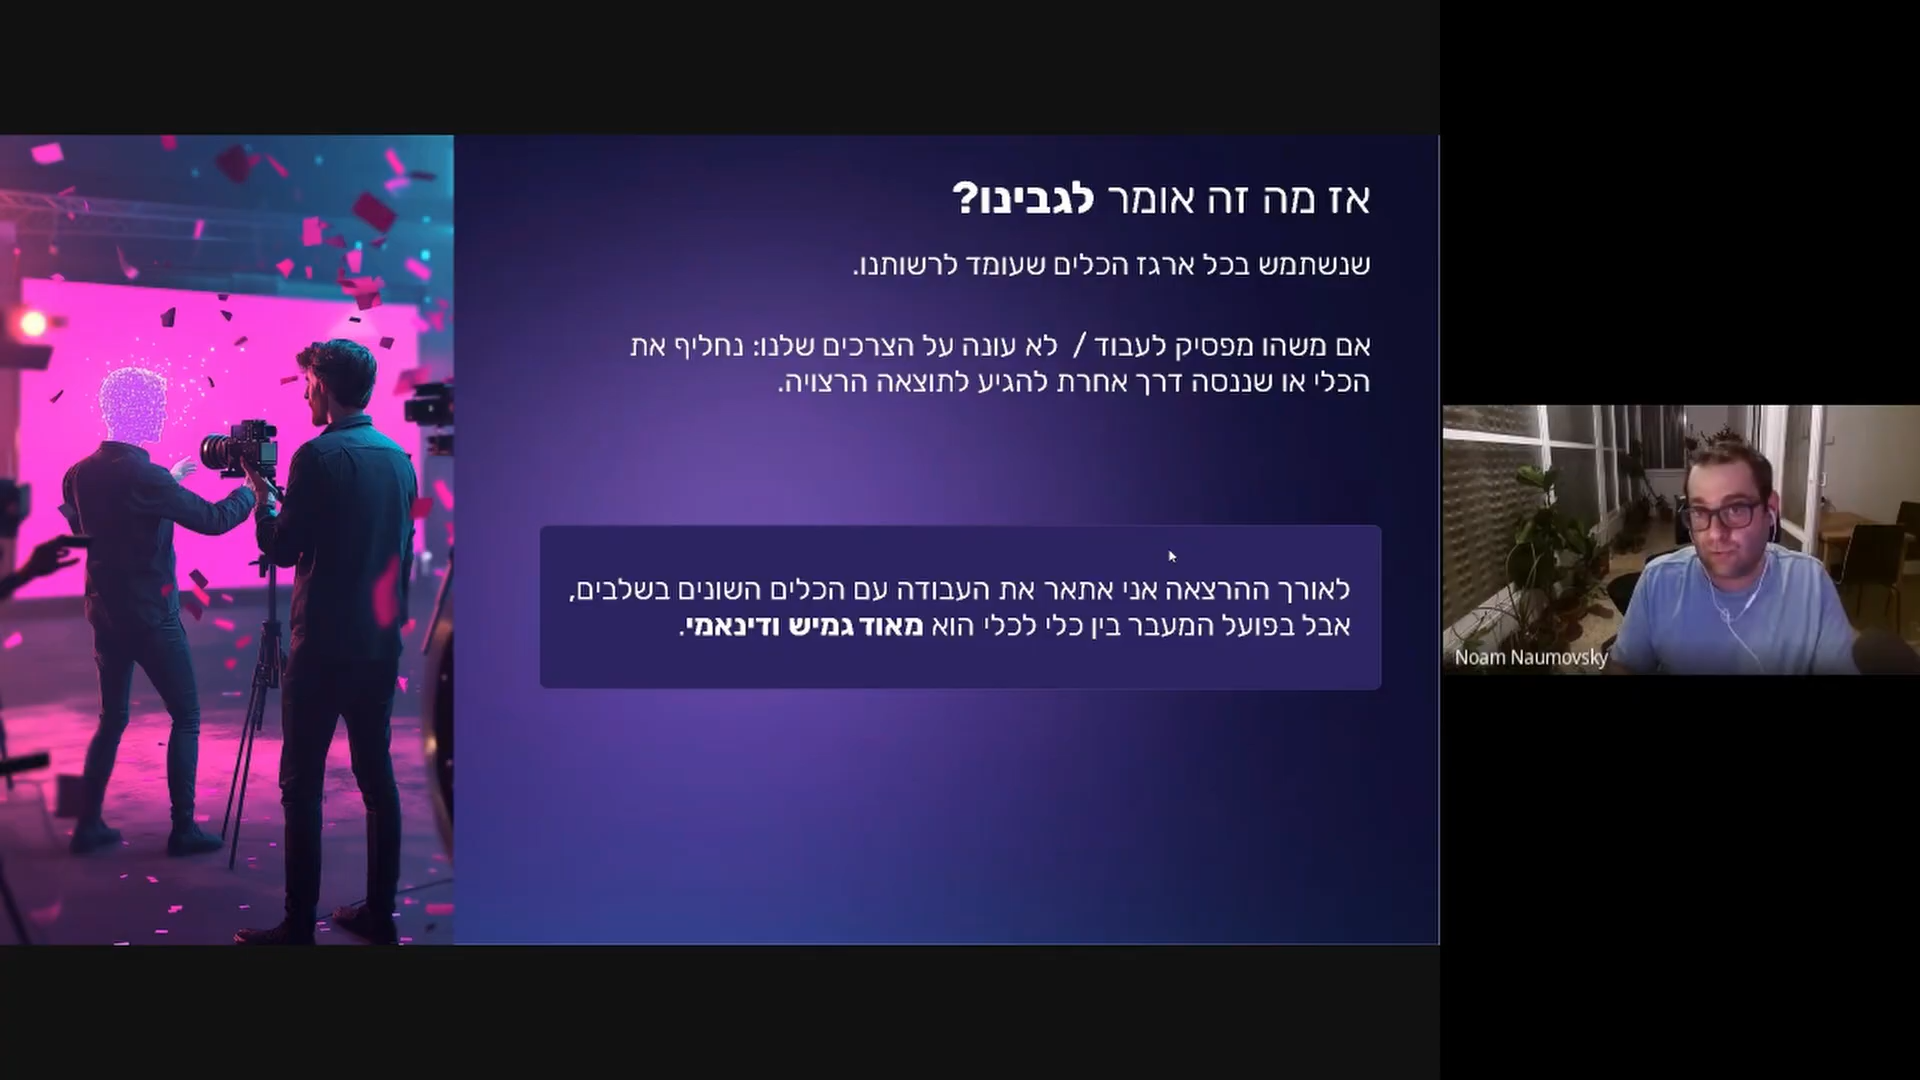 אז מה זה אומר לגבינו?
שנשתמש בכל ארגז הכלים שעומד לרשותנו.
אם משהו מפסיק לעבוד / לא עונה על הצרכים שלנו: נחליף את
הכלי או שננסה דרך אחרת להגיע לתוצאה הרצויה.
לאורך ההרצאה אני אתאר את העבודה עם הכלים השונים בשלבים,
אבל בפועל המעבר בין כלי לכלי הוא מאוד גמיש ודינאמי.
Noam Naumovsky